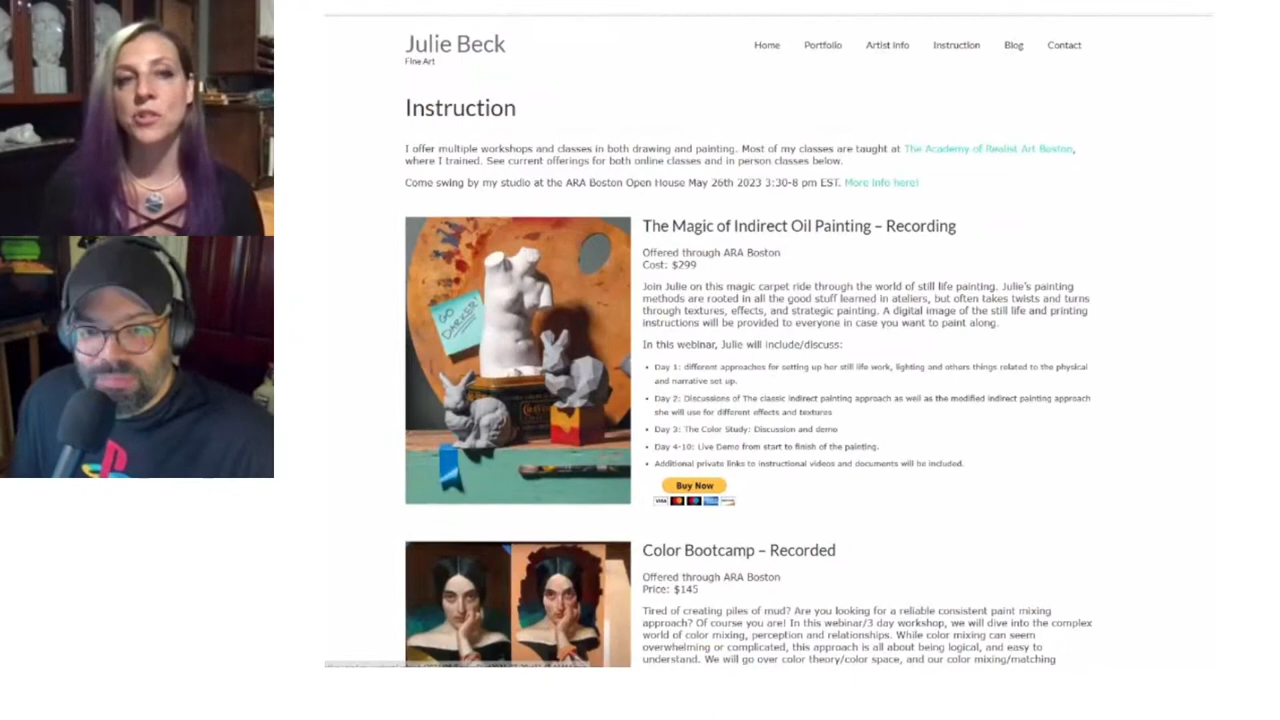 Julie Beck
Fine Art
Home Portfolio Artist Info Instruction Blog Contact
Instruction
I offer multiple workshops and classes in both drawing and painting. Most of my classes are taught at The Academy of Realist Art Boston,
where I trained. See current offerings for both online classes and in person classes below.
Come swing by my studio at the ARA Boston Open House May 26th 2023 3:30-8 pm EST. More info here!
GO
DARKER!
The Magic of Indirect Oil Painting – Recording
Offered through ARA Boston
Cost: $299
Join Julie on this magic carpet ride through the world of still life painting. Julie's painting
methods are rooted in all the good stuff learned in ateliers, but often takes twists and turns
through textures, effects, and strategic painting. A digital image of the still life and printing
instructions will be provided to everyone in case you want to paint along.
In this webinar, Julie will include/discuss:
• Day 1: different approaches for setting up her still life work, lighting and others things related to the physical
and narrative set up.
• Day 2: Discussions of The classic indirect painting approach as well as the modified indirect painting approach
she will use for different effects and textures
• Day 3: The Color Study: Discussion and demo
• Day 4-10: Live Demo from start to finish of the painting.
• Additional private links to instructional videos and documents will be included.
Buy Now
VISA
Color Bootcamp – Recorded
Offered through ARA Boston
Price: $145
Tired of creating piles of mud? Are you looking for a reliable consistent paint mixing
approach? Of course you are! In this webinar/3 day workshop, we will dive into the complex
world of color mixing, perception and relationships. While color mixing can seem
overwhelming or complicated, this approach is all about being logical, and easy to
understand. We will go over color theory/color space, and our color mixing/matching